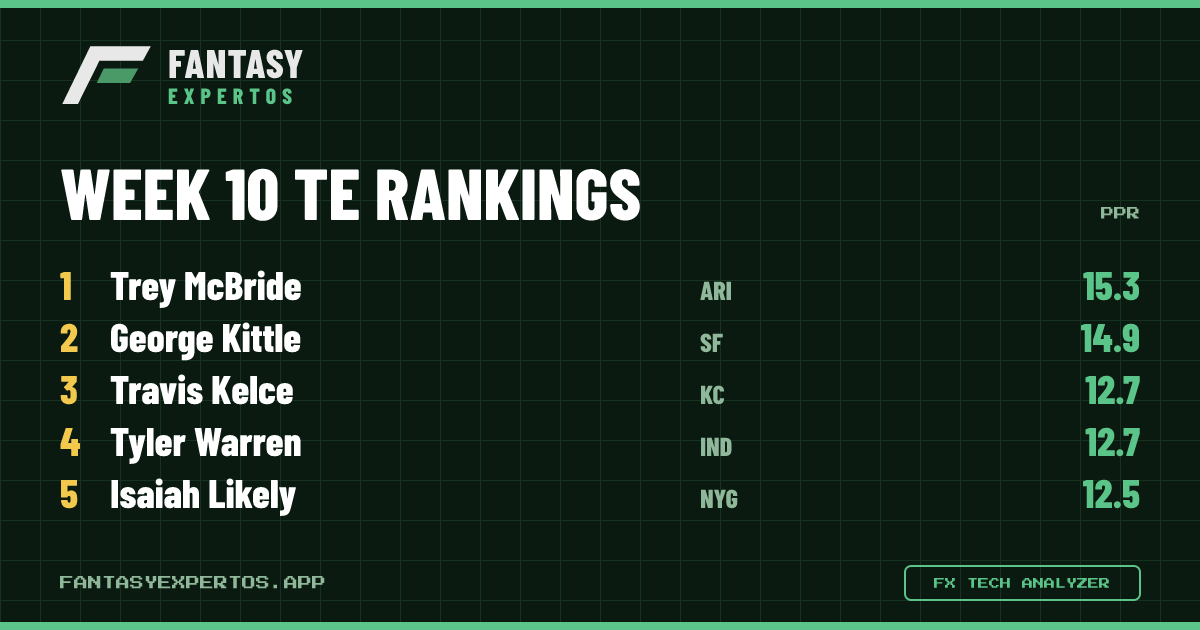 FANTASY
EXPERTOS
WEEK 10 TE RANKINGS
PPR
1 Trey McBride ARI 15.3
2 George Kittle SF 14.9
3 Travis Kelce KC 12.7
4 Tyler Warren IND 12.7
5 Isaiah Likely NYG 12.5
FANTASYEXPERTOS.APP
FX TECH ANALYZER